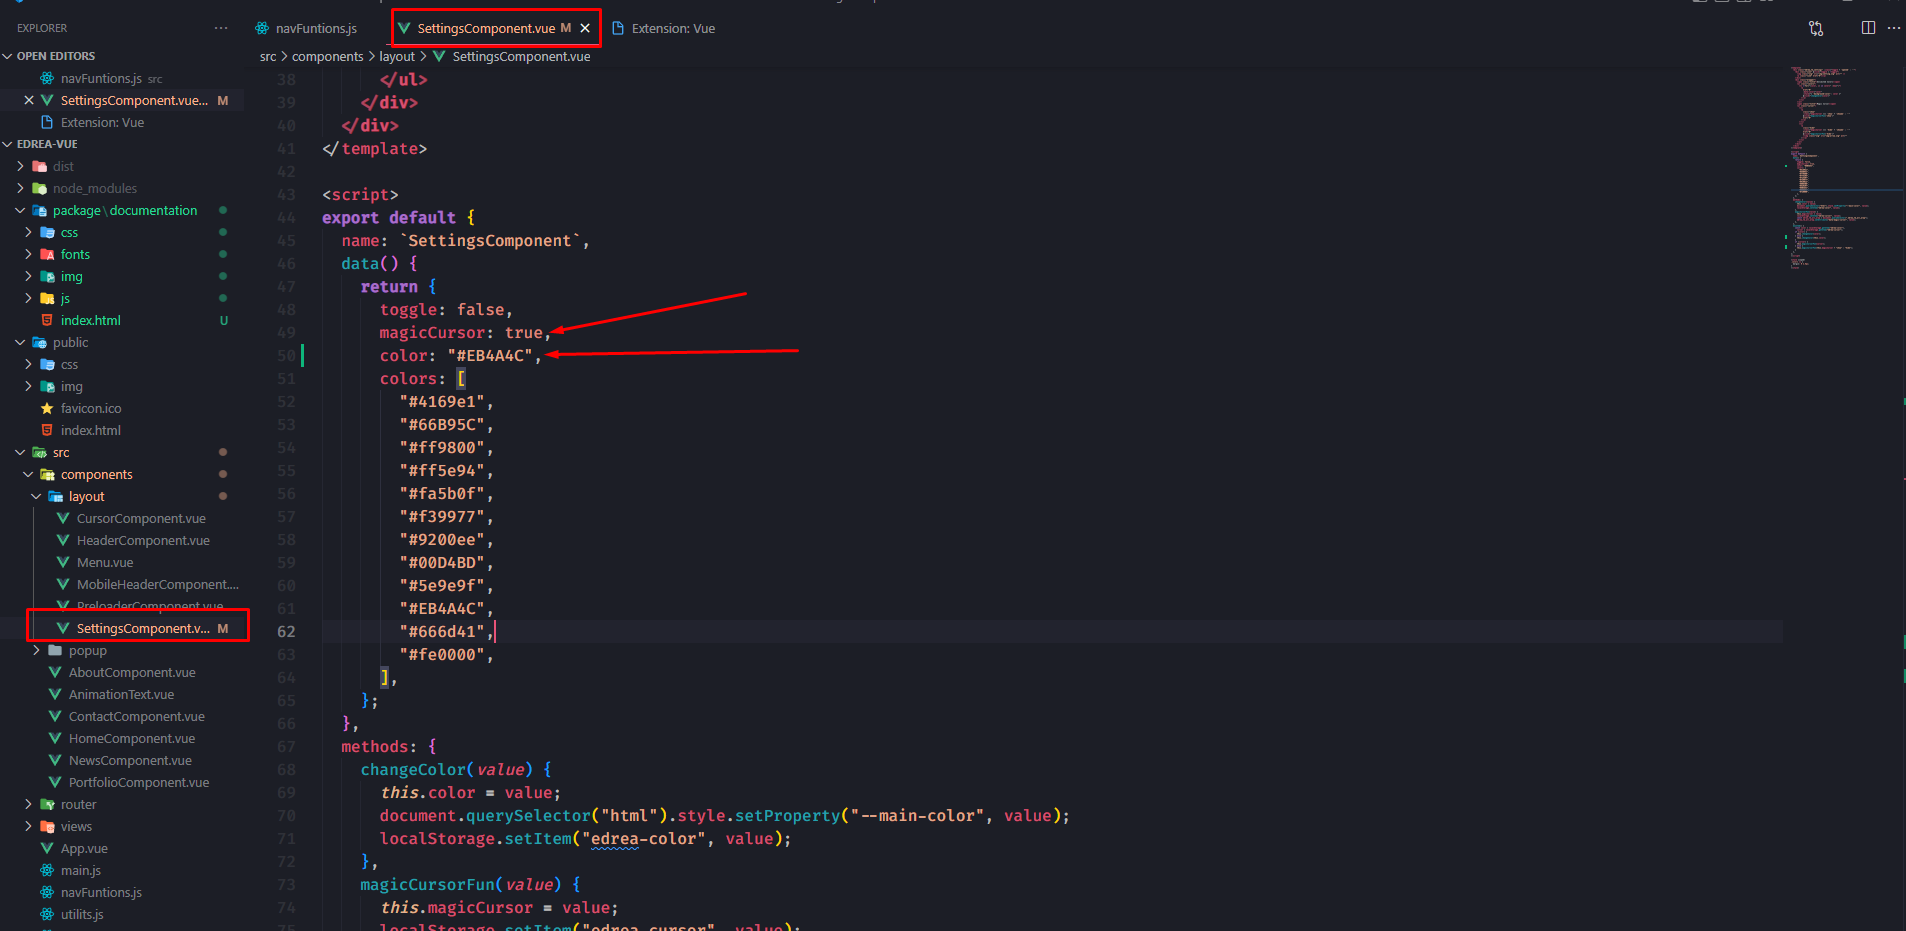 EXPLORER
···
OPEN EDITORS
navFuntions.js src
SettingsComponent.vue... M
Extension: Vue
EDREA-VUE
dist
node_modules
package\documentation
css
fonts
img
js
index.html U
public
css
img
favicon.ico
index.html
src
components
layout
CursorComponent.vue
HeaderComponent.vue
Menu.vue
MobileHeaderComponent....
PreloaderComponent.vue
SettingsComponent.v... M
popup
AboutComponent.vue
AnimationText.vue
ContactComponent.vue
HomeComponent.vue
NewsComponent.vue
PortfolioComponent.vue
router
views
App.vue
main.js
navFuntions.js
utilits.js
navFuntions.js
SettingsComponent.vue M
Extension: Vue
src > components > layout > SettingsComponent.vue
38 </ul>
39 </div>
40 </div>
41 </template>
42
43 <script>
44 export default {
45 name: `SettingsComponent`,
46 data() {
47 return {
48 toggle: false,
49 magicCursor: true,
50 color: "#EB4A4C",
51 colors: [
52 "#4169e1",
53 "#66B95C",
54 "#ff9800",
55 "#ff5e94",
56 "#fa5b0f",
57 "#f39977",
58 "#9200ee",
59 "#00D4BD",
60 "#5e9e9f",
61 "#EB4A4C",
62 "#666d41",
63 "#fe0000",
64 ],
65 };
66 },
67 methods: {
68 changeColor(value) {
69 this.color = value;
70 document.querySelector("html").style.setProperty("--main-color", value);
71 localStorage.setItem("edrea-color", value);
72 },
73 magicCursorFun(value) {
74 this.magicCursor = value;
75 localStorage.setItem("edrea-cursor", value);